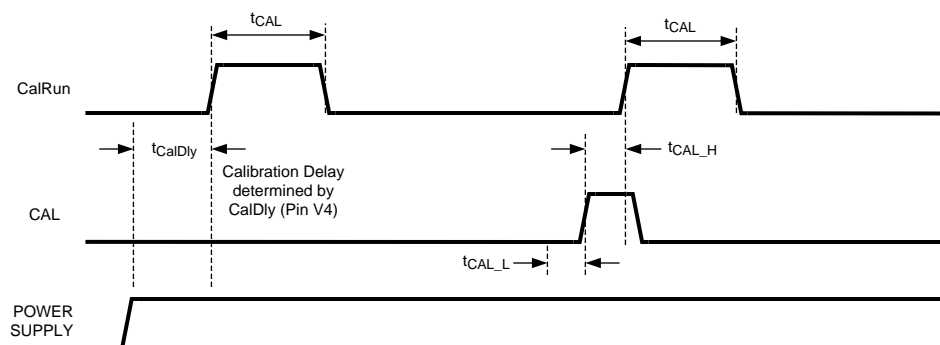 tCAL
tCAL
CalRun
tCalDly
tCAL_H
Calibration Delay
determined by
CalDly (Pin V4)
CAL
tCAL_L
POWER
SUPPLY